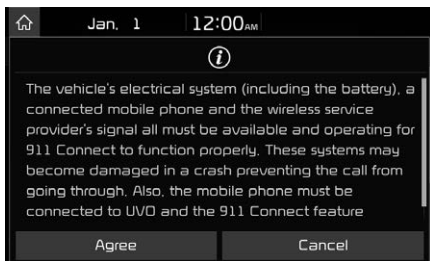 Jan. 1 12:00AM
i
The vehicle's electrical system (including the battery), a
connected mobile phone and the wireless service
provider's signal all must be available and operating for
911 Connect to function properly. These systems may
become damaged in a crash preventing the call from
going through. Also, the mobile phone must be
connected to UVO and the 911 Connect feature
Agree Cancel